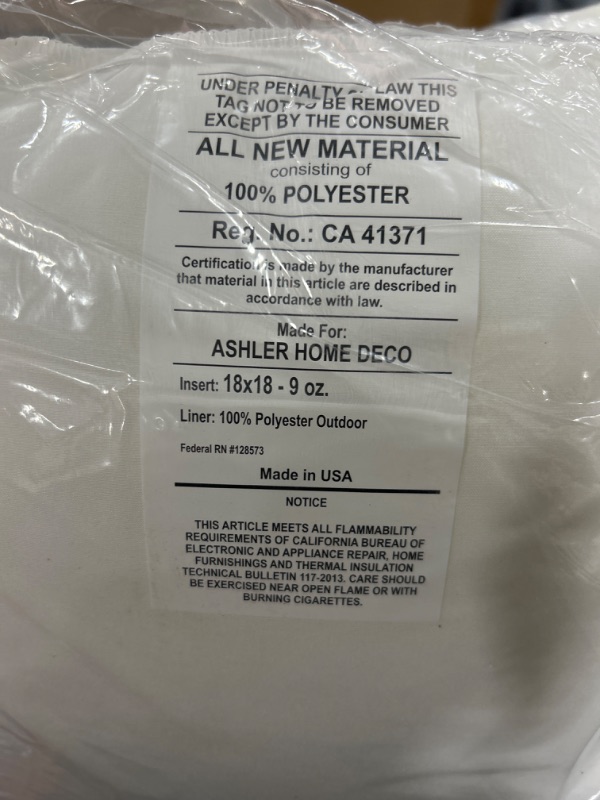 UNDER PENALTY LAW THIS
TAG NOT TO BE REMOVED
EXCEPT BY THE CONSUMER
ALL NEW MATERIAL
consisting of
100% POLYESTER
Reg. No.: CA 41371
Certification is made by the manufacturer
that material in this article are described in
accordance with law.
Made For:
ASHLER HOME DECO
Insert: 18x18 - 9 oz.
Liner: 100% Polyester Outdoor
Federal RN #128573
Made in USA
NOTICE
THIS ARTICLE MEETS ALL FLAMMABILITY
REQUIREMENTS OF CALIFORNIA BUREAU OF
ELECTRONIC AND APPLIANCE REPAIR, HOME
FURNISHINGS AND THERMAL INSULATION
TECHNICAL BULLETIN 117-2013. CARE SHOULD
BE EXERCISED NEAR OPEN FLAME OR WITH
BURNING CIGARETTES.